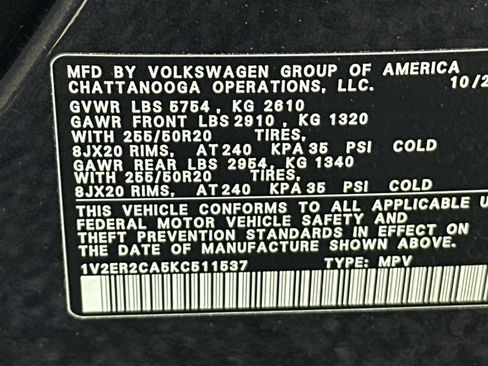 MFD BY VOLKSWAGEN GROUP OF AMERICA
CHATTANOOGA OPERATIONS, LLC. 10/2
GVWR LBS 5754, KG 2610
GAWR FRONT LBS 2910, KG 1320
WITH 255/50R20 TIRES,
8JX20 RIMS, AT 240 KPA 35 PSI COLD
GAWR REAR LBS 2954, KG 1340
WITH 255/50R20 TIRES,
8JX20 RIMS, AT 240 KPA 35 PSI COLD
THIS VEHICLE CONFORMS TO ALL APPLICABLE U
FEDERAL MOTOR VEHICLE SAFETY AND
THEFT PREVENTION STANDARDS IN EFFECT ON
THE DATE OF MANUFACTURE SHOWN ABOVE.
1V2ER2CA5KC511537 TYPE: MPV